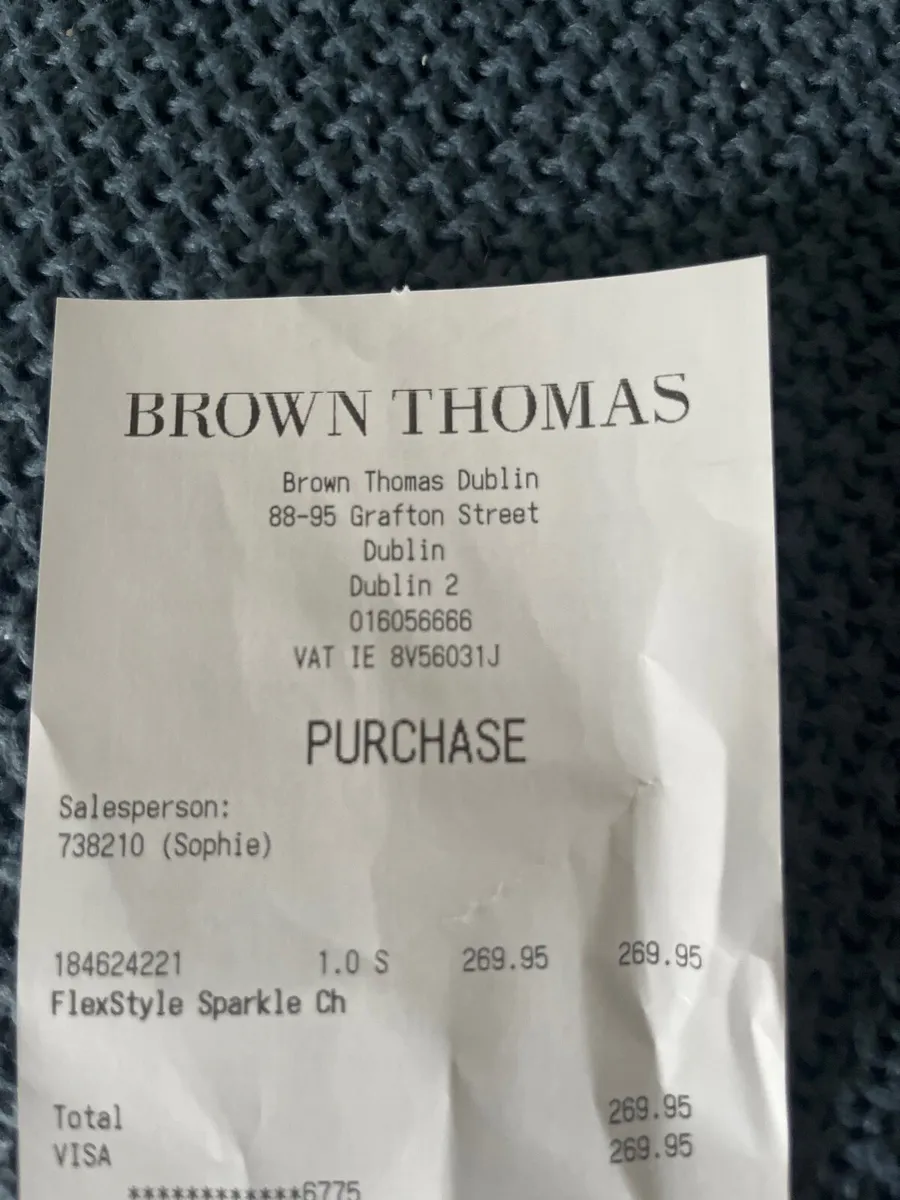 BROWN THOMAS
Brown Thomas Dublin
88-95 Grafton Street
Dublin
Dublin 2
016056666
VAT IE 8V56031J
PURCHASE
Salesperson:
738210 (Sophie)
184624221 1.0 S 269.95 269.95
FlexStyle Sparkle Ch
Total 269.95
VISA 269.95
************6775